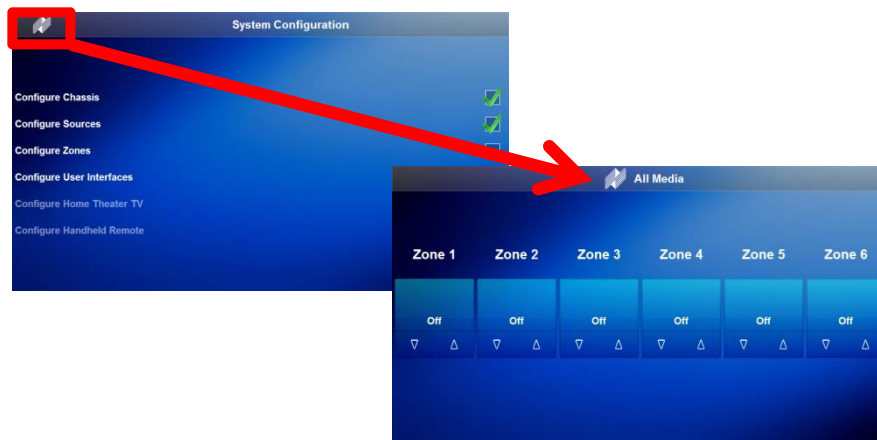 System Configuration
Configure Chassis
Configure Sources
Configure Zones
Configure User Interfaces
Configure Home Theater TV
Configure Handheld Remote
All Media
Zone 1 Zone 2 Zone 3 Zone 4 Zone 5 Zone 6
Off Off Off Off Off Off